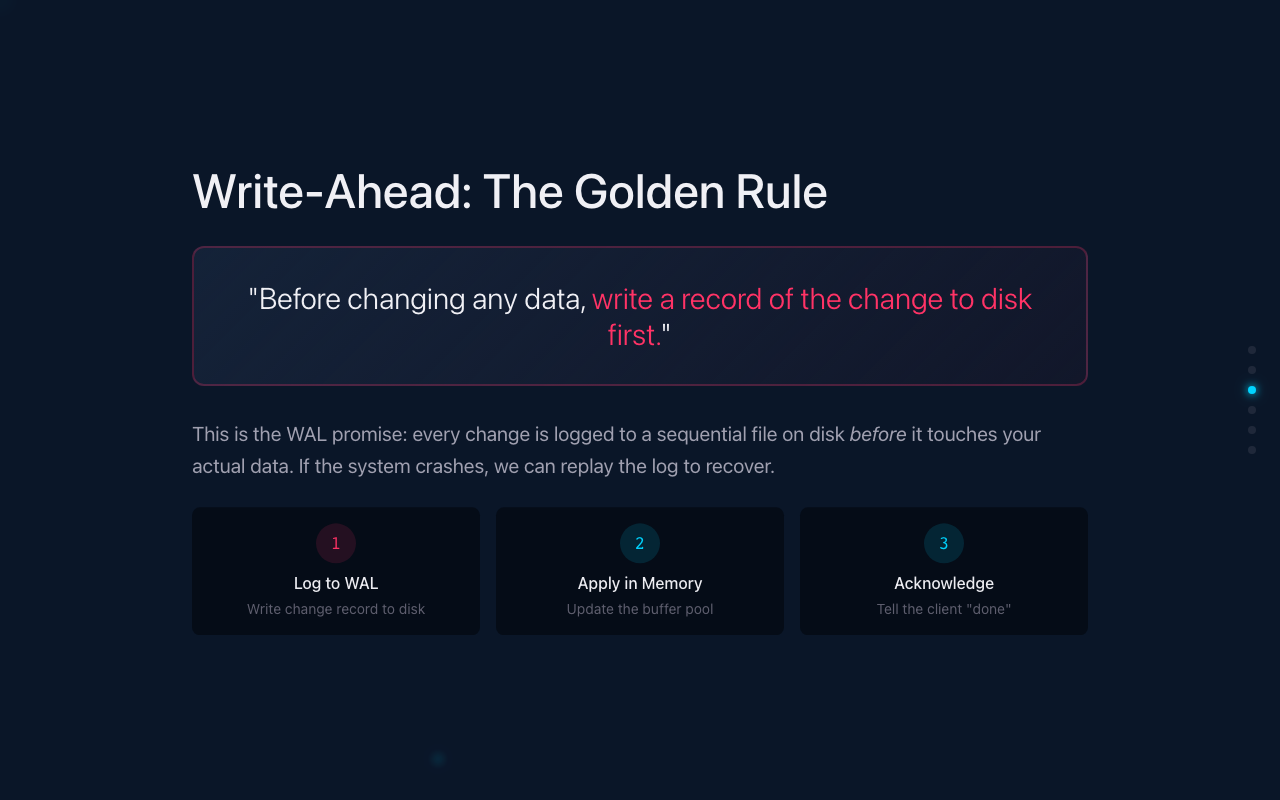 Write-Ahead: The Golden Rule
"Before changing any data, write a record of the change to disk
first."
This is the WAL promise: every change is logged to a sequential file on disk before it touches your
actual data. If the system crashes, we can replay the log to recover.
1
Log to WAL
Write change record to disk
2
Apply in Memory
Update the buffer pool
3
Acknowledge
Tell the client "done"